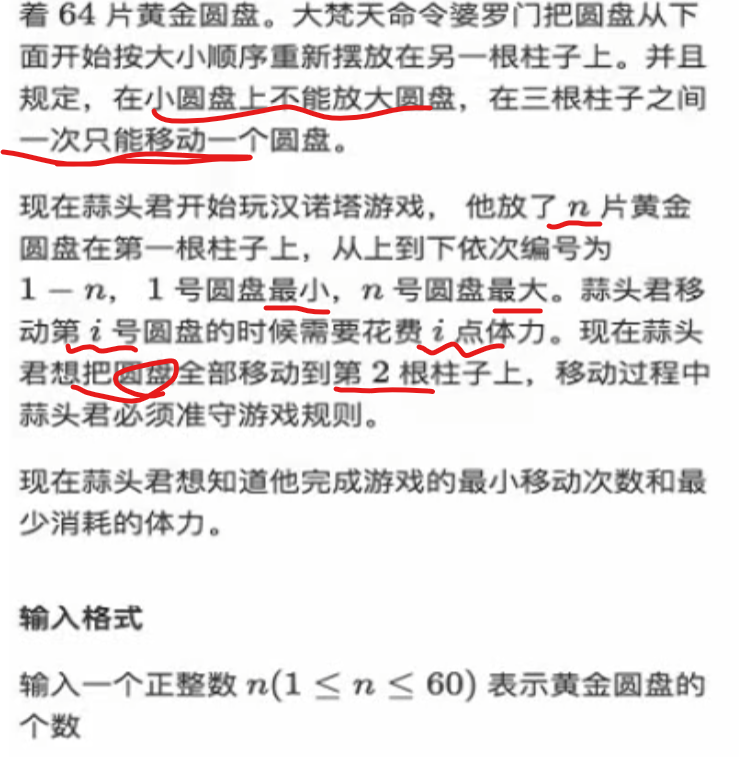 着 64 片黄金圆盘。大梵天命令婆罗门把圆盘从下
面开始按大小顺序重新摆放在另一根柱子上。并且
规定，在小圆盘上不能放大圆盘，在三根柱子之间
一次只能移动一个圆盘。
现在蒜头君开始玩汉诺塔游戏， 他放了 n 片黄金
圆盘在第一根柱子上，从上到下依次编号为
1 − n， 1 号圆盘最小，n 号圆盘最大。蒜头君移
动第 i 号圆盘的时候需要花费 i 点体力。现在蒜头
君想把圆盘全部移动到第 2 根柱子上，移动过程中
蒜头君必须准守游戏规则。
现在蒜头君想知道他完成游戏的最小移动次数和最
少消耗的体力。
输入格式
输入一个正整数 n(1 ≤ n ≤ 60) 表示黄金圆盘的
个数